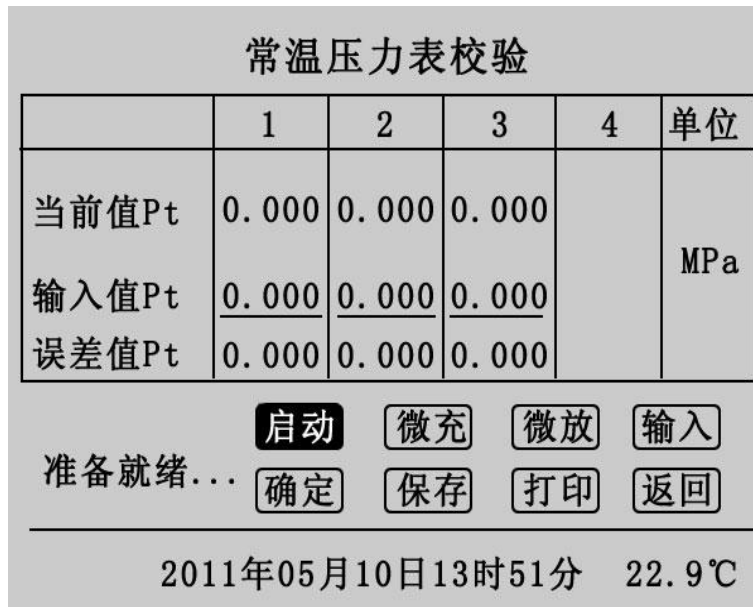 常温压力表校验
1 2 3 4 单位
当前值Pt 0.000 0.000 0.000
MPa
输入值Pt 0.000 0.000 0.000
误差值Pt 0.000 0.000 0.000
启动 微充 微放 输入
准备就绪...
确定 保存 打印 返回
2011年05月10日13时51分 22.9℃